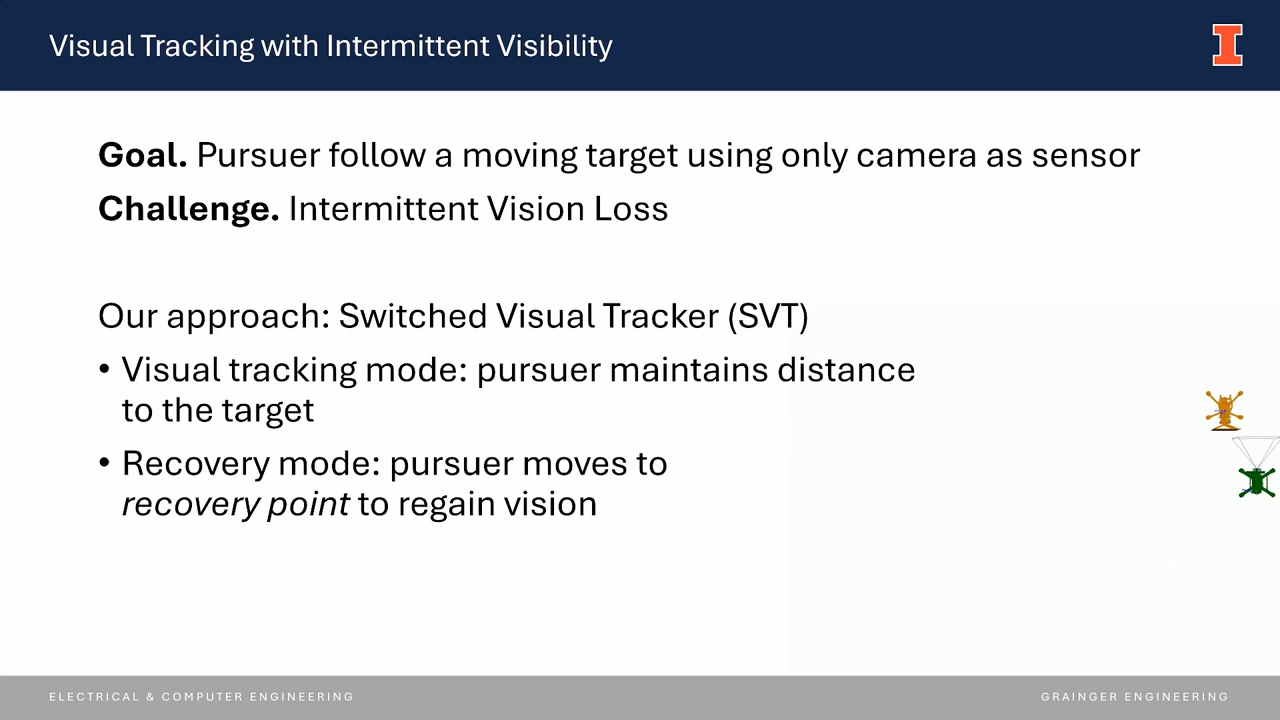 Visual Tracking with Intermittent Visibility
Goal. Pursuer follow a moving target using only camera as sensor
Challenge. Intermittent Vision Loss
Our approach: Switched Visual Tracker (SVT)
• Visual tracking mode: pursuer maintains distance
to the target
• Recovery mode: pursuer moves to
recovery point to regain vision
ELECTRICAL & COMPUTER ENGINEERING
GRAINGER ENGINEERING